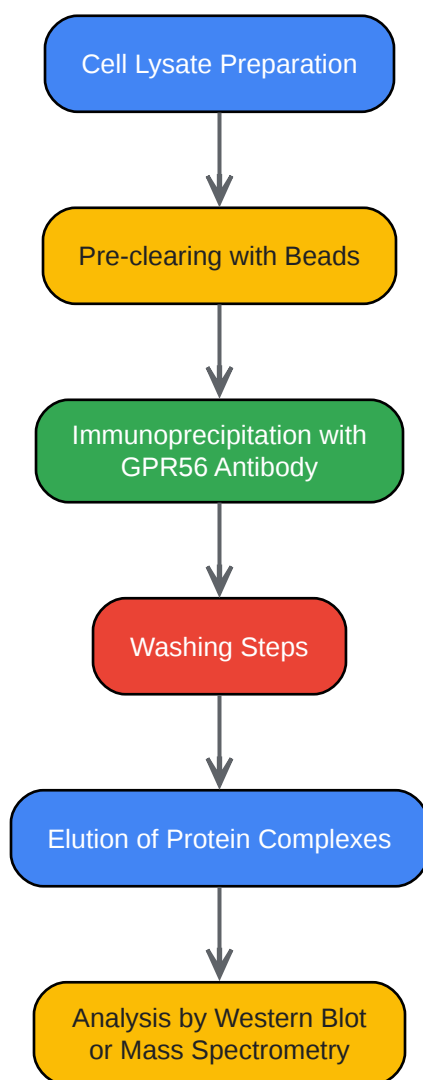 Cell Lysate Preparation
Pre-clearing with Beads
Immunoprecipitation with
GPR56 Antibody
Washing Steps
Elution of Protein Complexes
Analysis by Western Blot
or Mass Spectrometry